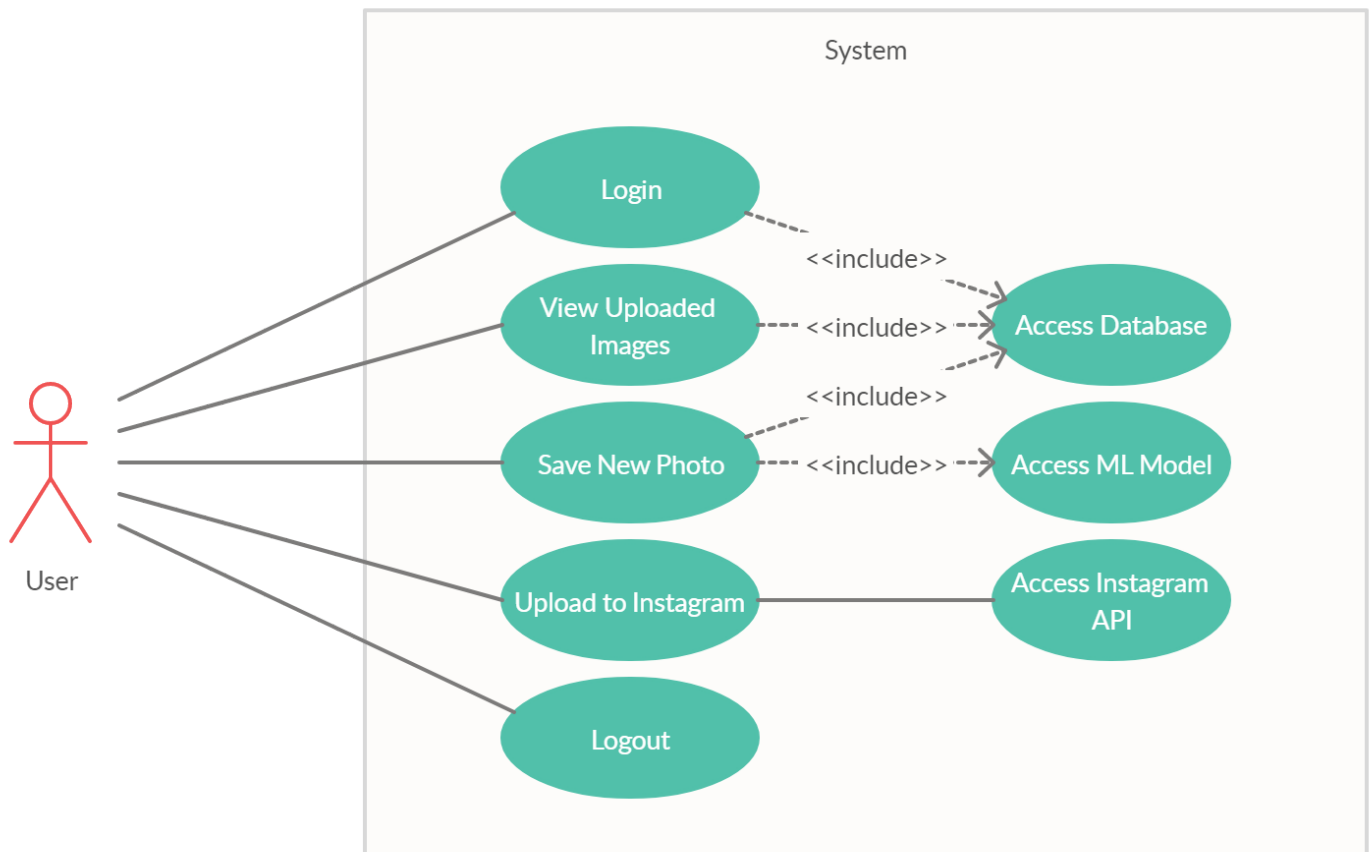 System
Login
<<include>>
View Uploaded
Images
<<include>>
Access Database
<<include>>
Save New Photo
<<include>>
Access ML Model
User
Upload to Instagram
Access Instagram
API
Logout